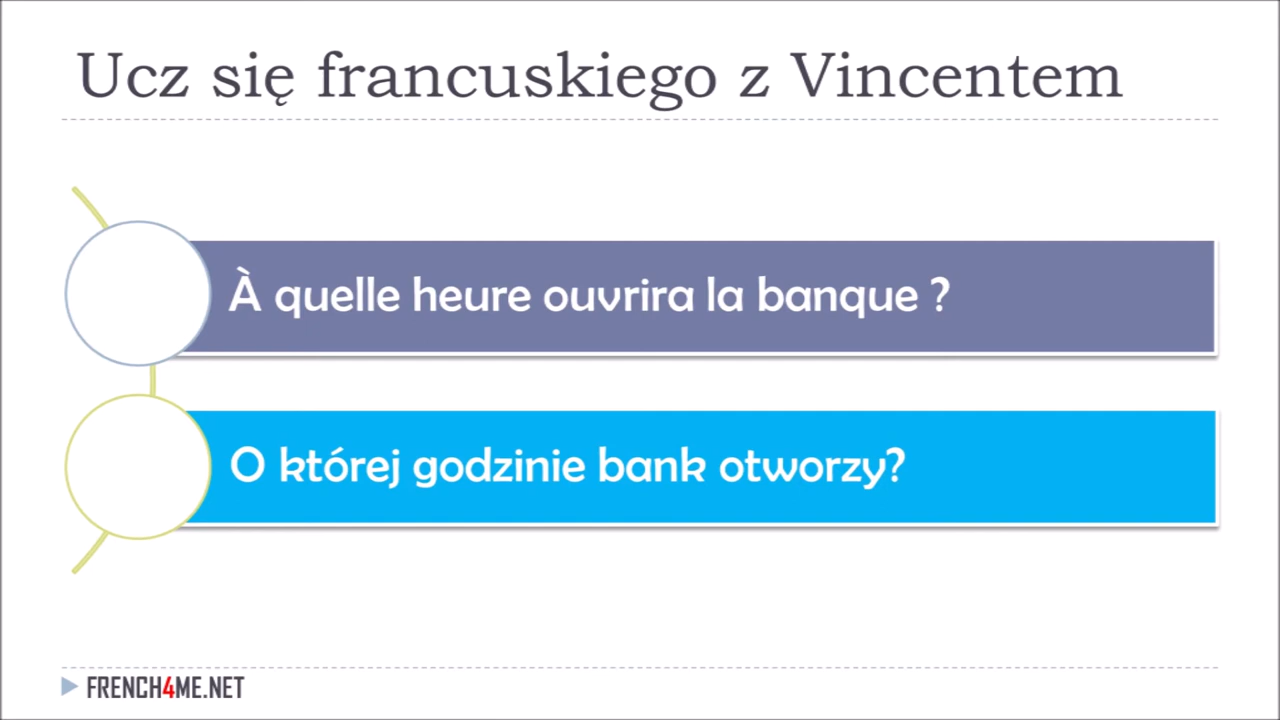 Ucz się francuskiego z Vincentem
À quelle heure ouvrira la banque ?
O której godzinie bank otworzy?
FRENCH4ME.NET